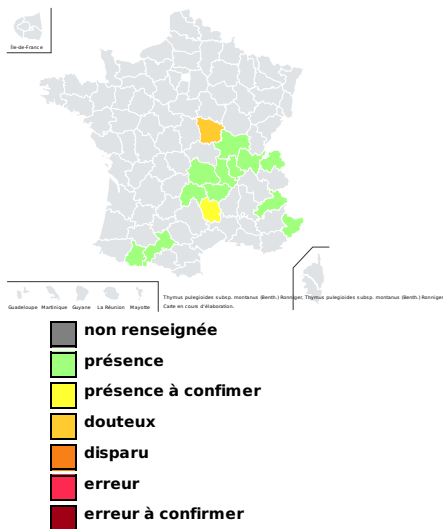 Île-de-France
Guadeloupe Martinique Guyane La Réunion Mayotte
Thymus pulegioides subsp. montanus (Benth.) Ronniger, Thymus pulegioides subsp. montanus (Benth.) Ronniger
Carte en cours d'élaboration.
non renseignée
présence
présence à confimer
douteux
disparu
erreur
erreur à confirmer